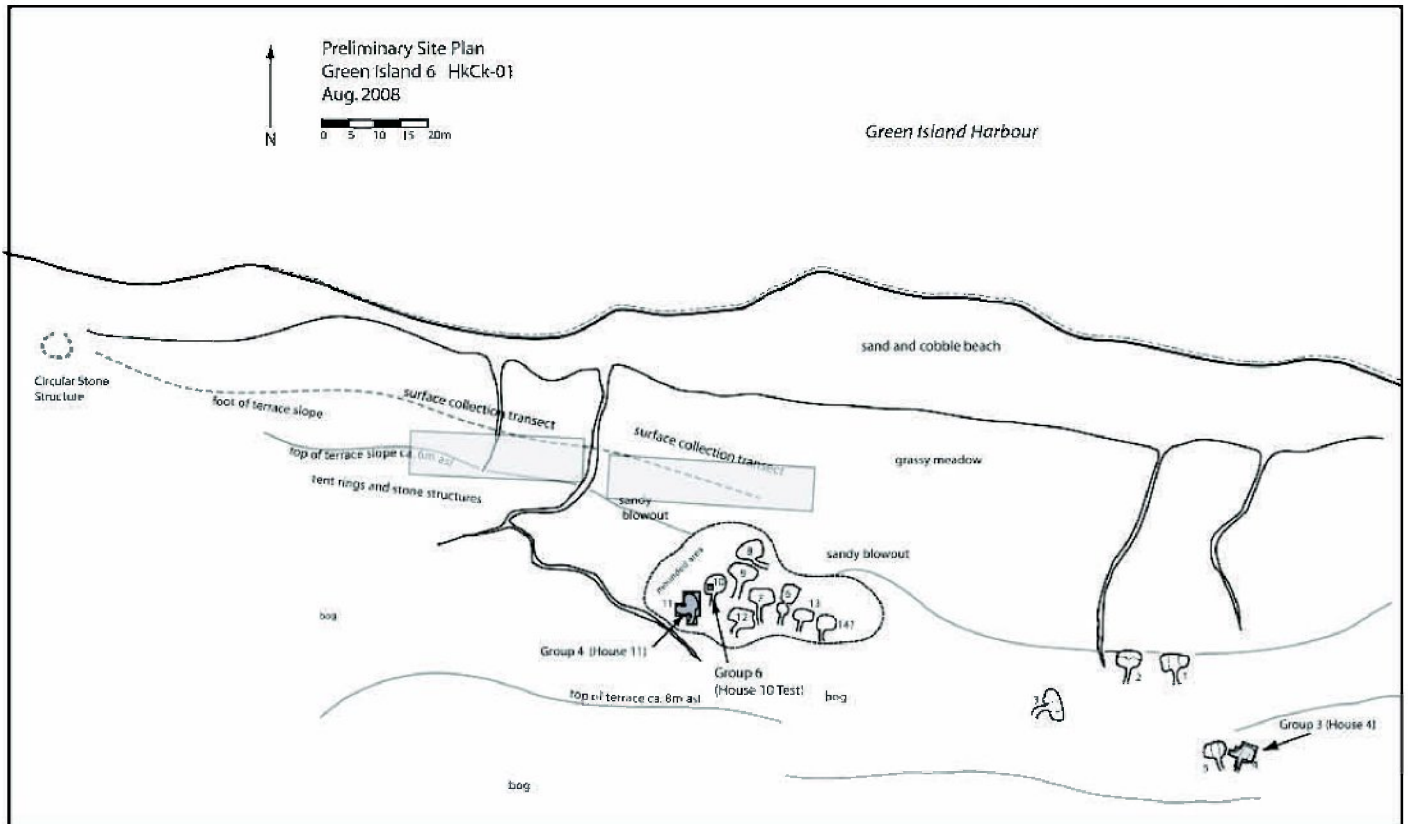 Preliminary Site Plan
Green Island 6 HkCk-01
Aug. 2008
N
0 5 10 15 20m
Green Island Harbour
sand and cobble beach
Circular Stone
Structure
foot of terrace slope
surface collection transect
surface collection transect
top of terrace slope ca. 6m asl
grassy meadow
tent rings and stone structures
sandy
blowout
sandy blowout
mounded area
8
9
10
11
7
6
13
12
14?
bog
Group 4 (House 11)
Group 6
(House 10 Test)
top of terrace ca. 8m asl
bog
2
1
3
Group 3 (House 4)
5
4
bog